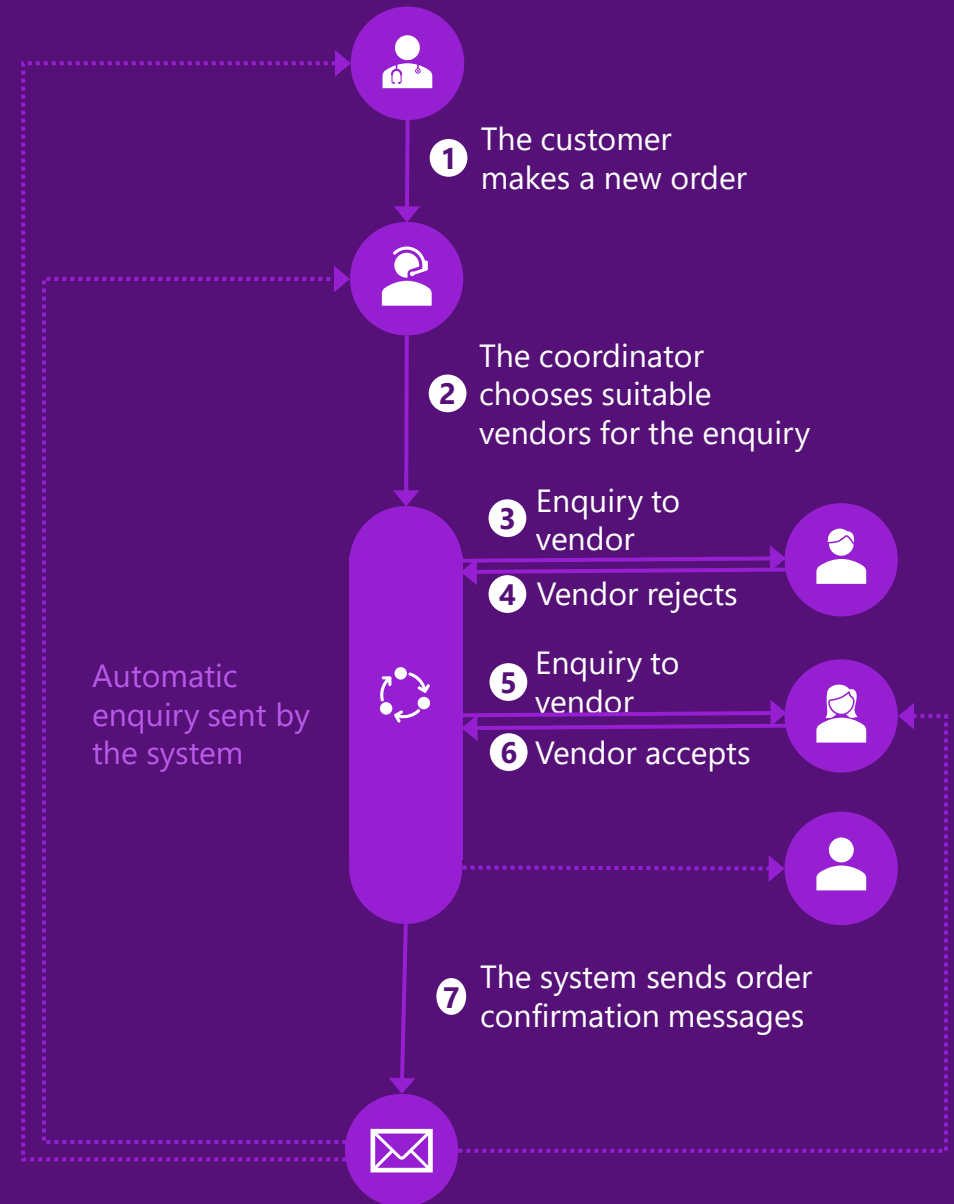 1
The customer
makes a new order
2
The coordinator
chooses suitable
vendors for the enquiry
3
Enquiry to
vendor
4
Vendor rejects
Automatic
enquiry sent by
the system
5
Enquiry to
vendor
6
Vendor accepts
7
The system sends order
confirmation messages